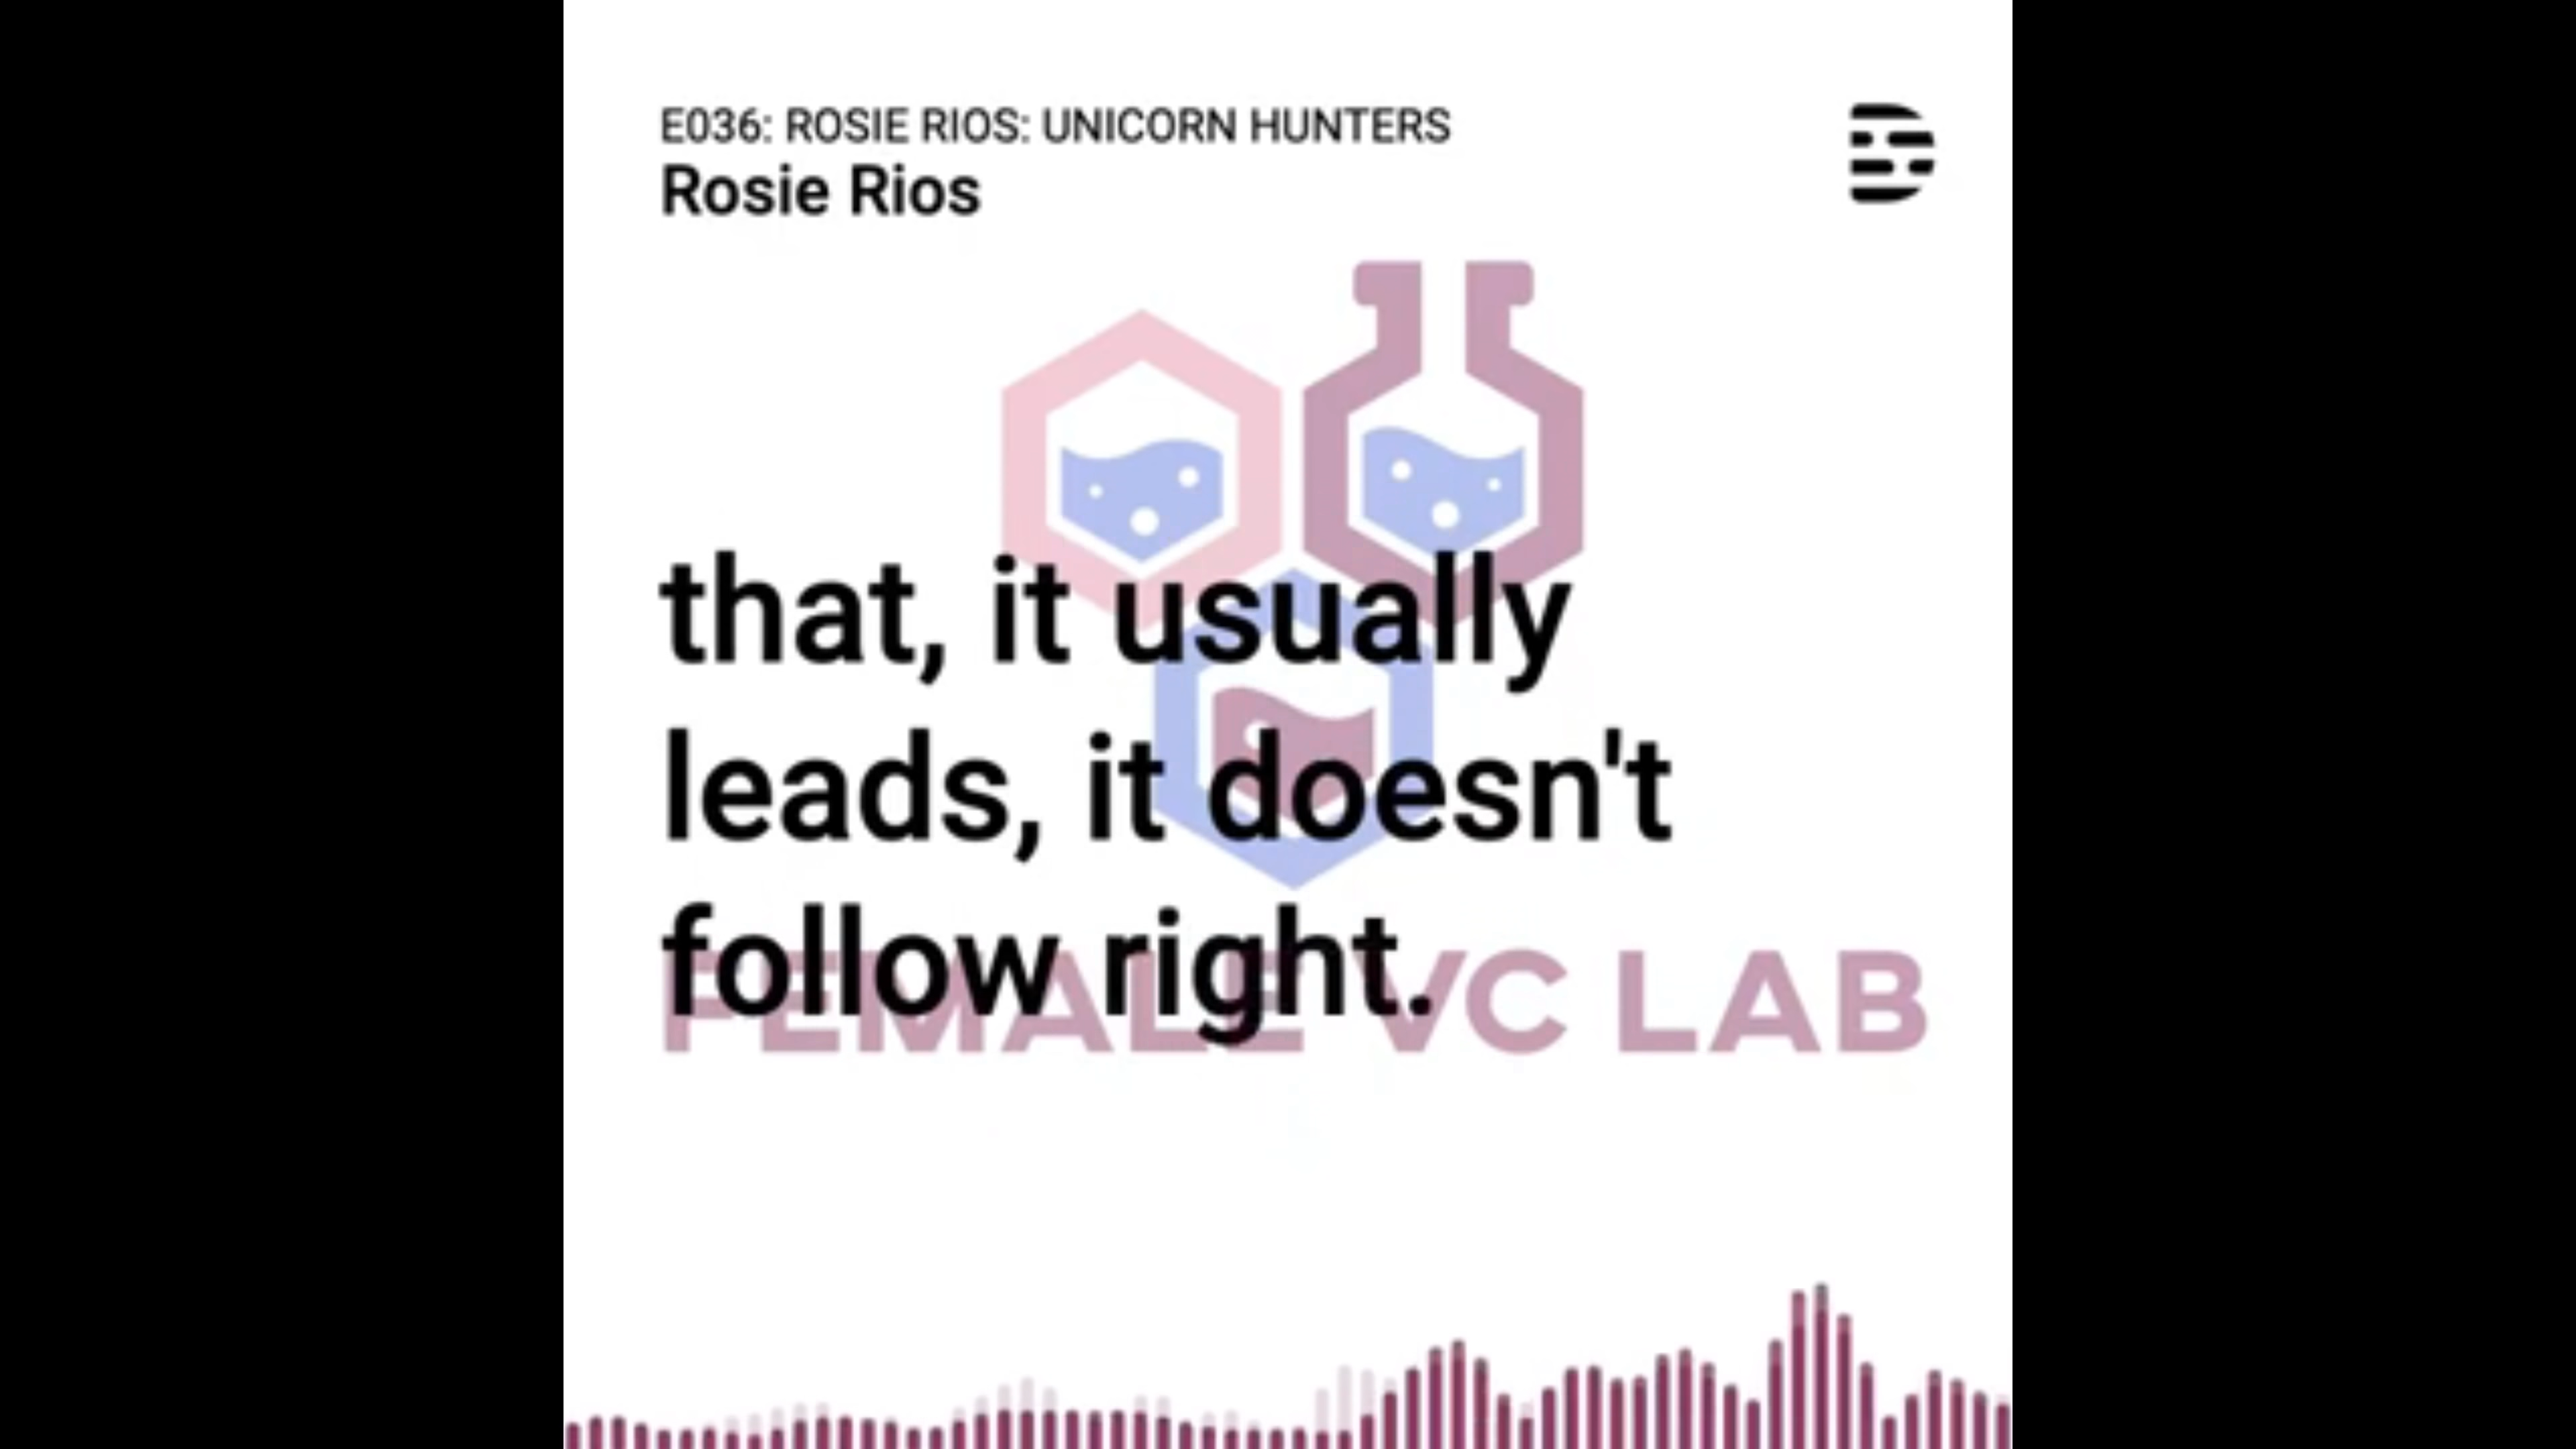 E036: ROSIE RIOS: UNICORN HUNTERS
Rosie Rios
that, it usually
leads, it doesn't
follow right.
FEMALE VC LAB